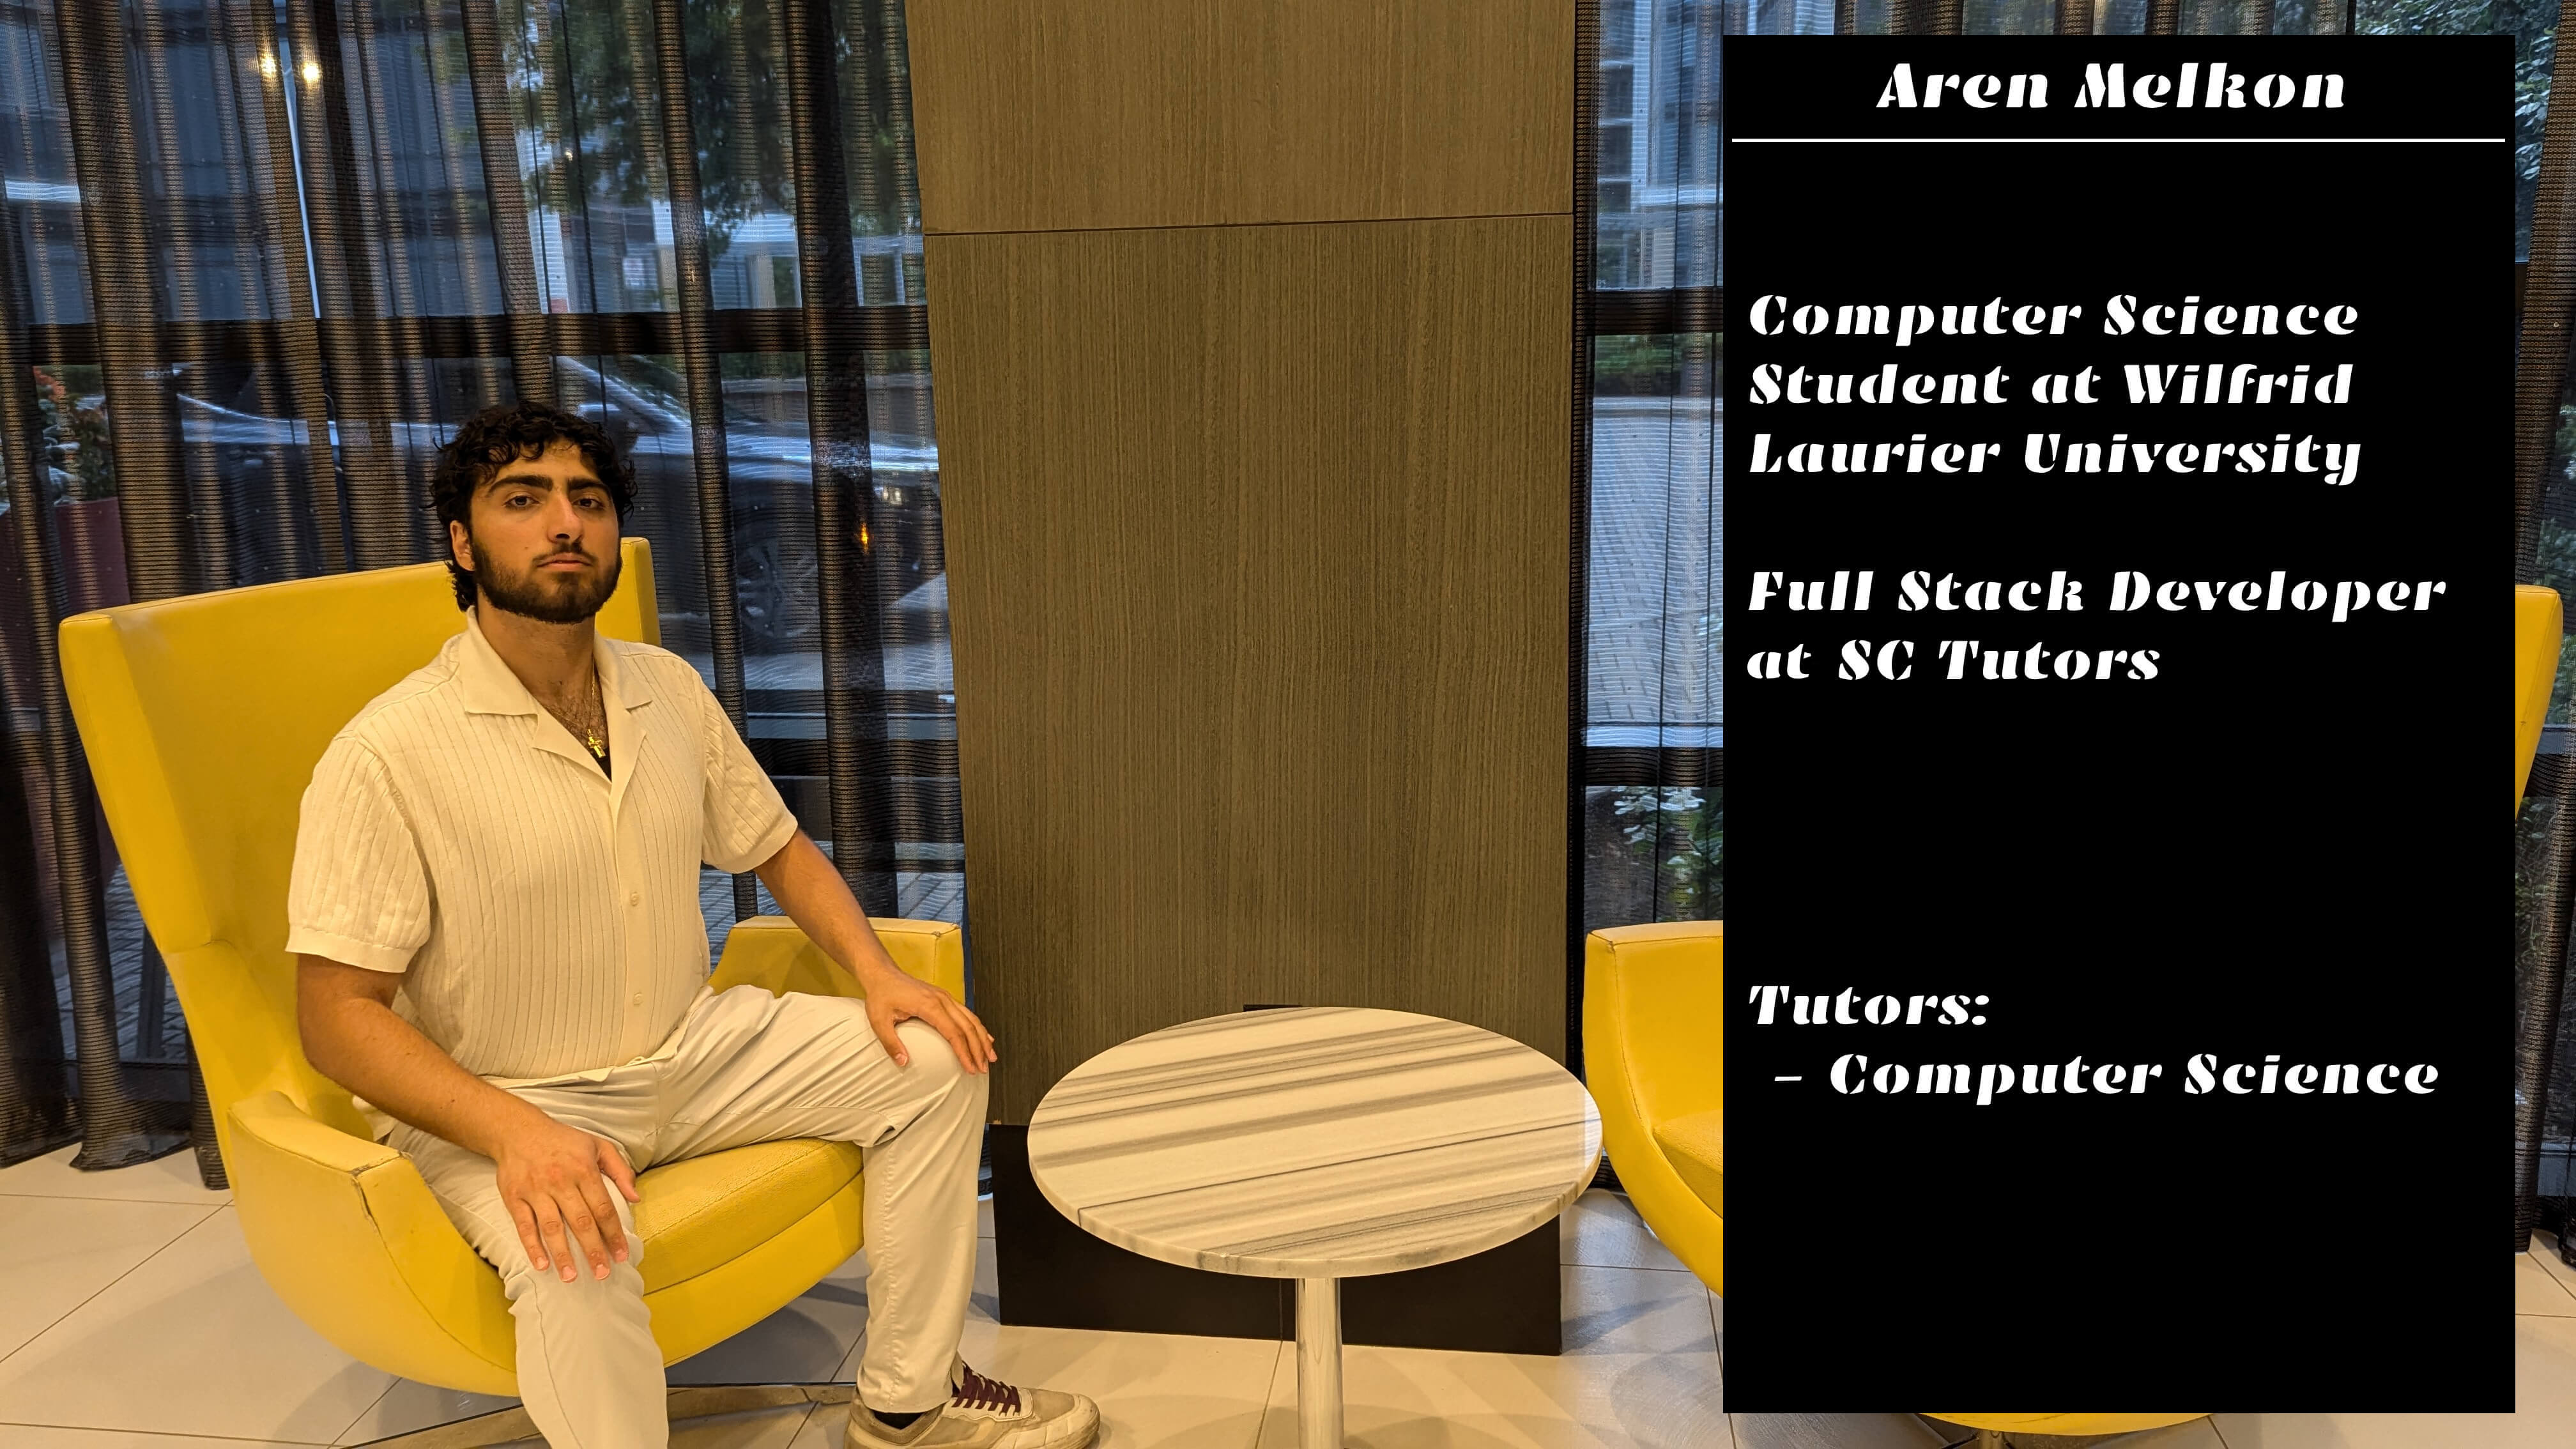 Aren Melkon
Computer Science
Student at Wilfrid
Laurier University
Full Stack Developer
at SC Tutors
Tutors:
- Computer Science